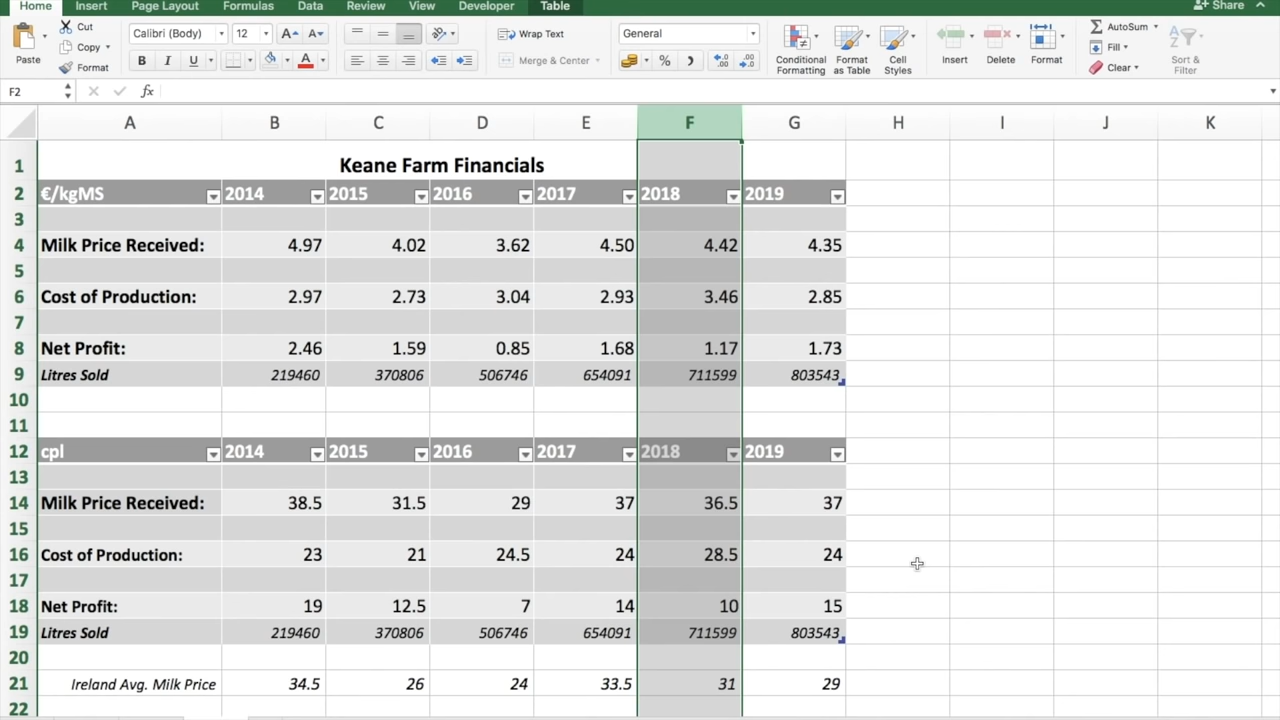 Home Insert Page Layout Formulas Data Review View Developer Table Share
Cut
Calibri (Body) 12 A A
Wrap Text
General
AutoSum
Copy
Fill
Paste
Format
B I U
A
Merge & Center
%
Conditional Formatting
Format as Table
Cell Styles
Insert
Delete
Format
Clear
Sort & Filter
F2 fx
A B C D E F G H I J K
1 Keane Farm Financials
2 €/kgMS 2014 2015 2016 2017 2018 2019
3
4 Milk Price Received: 4.97 4.02 3.62 4.50 4.42 4.35
5
6 Cost of Production: 2.97 2.73 3.04 2.93 3.46 2.85
7
8 Net Profit: 2.46 1.59 0.85 1.68 1.17 1.73
9 Litres Sold 219460 370806 506746 654091 711599 803543
10
11
12 cpl 2014 2015 2016 2017 2018 2019
13
14 Milk Price Received: 38.5 31.5 29 37 36.5 37
15
16 Cost of Production: 23 21 24.5 24 28.5 24
17
18 Net Profit: 19 12.5 7 14 10 15
19 Litres Sold 219460 370806 506746 654091 711599 803543
20
21 Ireland Avg. Milk Price 34.5 26 24 33.5 31 29
22